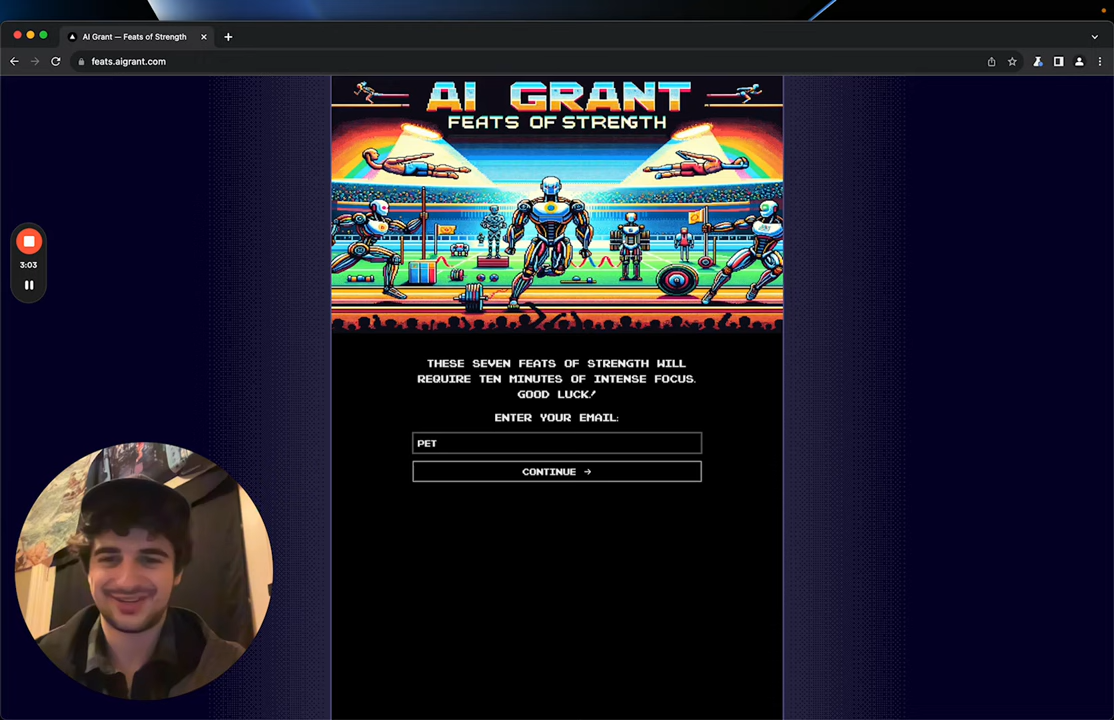 AI Grant — Feats of Strength
feats.aigrant.com
AI GRANT
FEATS OF STRENGTH
3:03
THESE SEVEN FEATS OF STRENGTH WILL
REQUIRE TEN MINUTES OF INTENSE FOCUS.
GOOD LUCK!
ENTER YOUR EMAIL:
PET
CONTINUE →